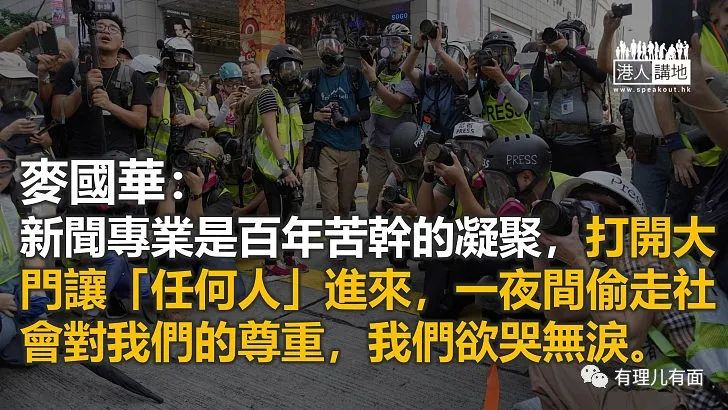 SOGO
港人講地
www.speakout.hk
PRESS
PRESS
PRESS
麥國華：
新聞專業是百年苦幹的凝聚，打開大
門讓「任何人」進來，一夜間偷走社
會對我們的尊重，我們欲哭無淚。
有理儿有面